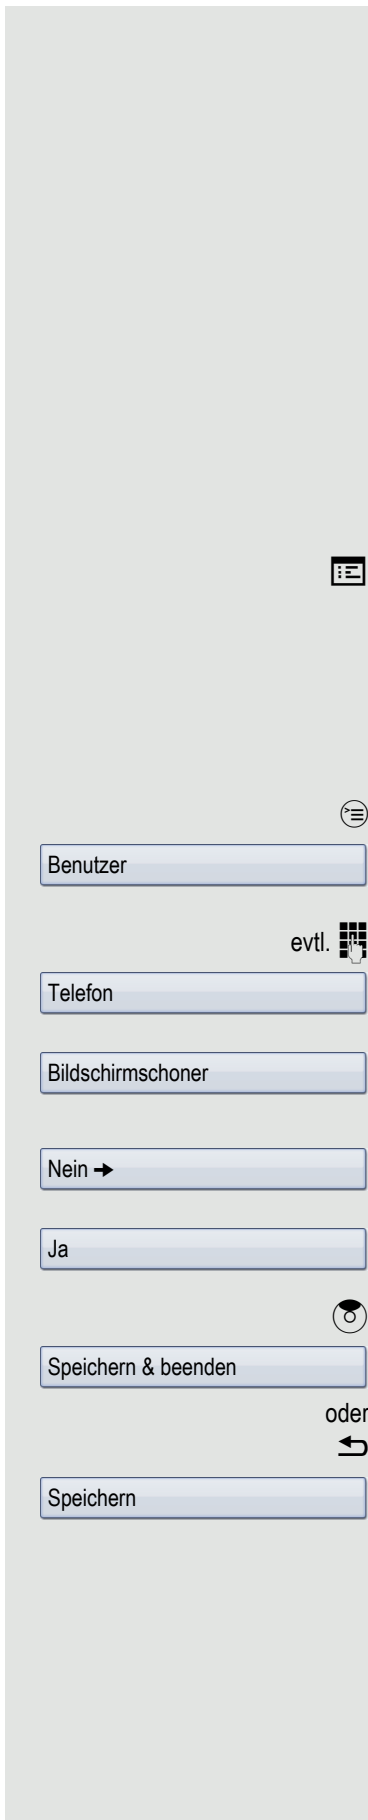 Benutzer
evtl.
Telefon
Bildschirmschoner
Nein →
Ja
Speichern & beenden
oder
Speichern